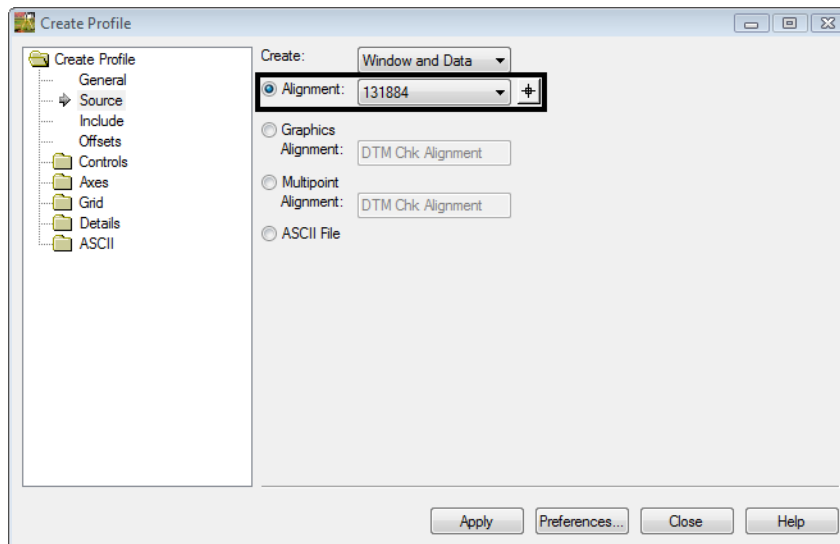 Create Profile
Create Profile
General
Source
Include
Offsets
Controls
Axes
Grid
Details
ASCII
Create: Window and Data
Alignment: 131884
Graphics
Alignment: DTM Chk Alignment
Multipoint
Alignment: DTM Chk Alignment
ASCII File
Apply Preferences... Close Help